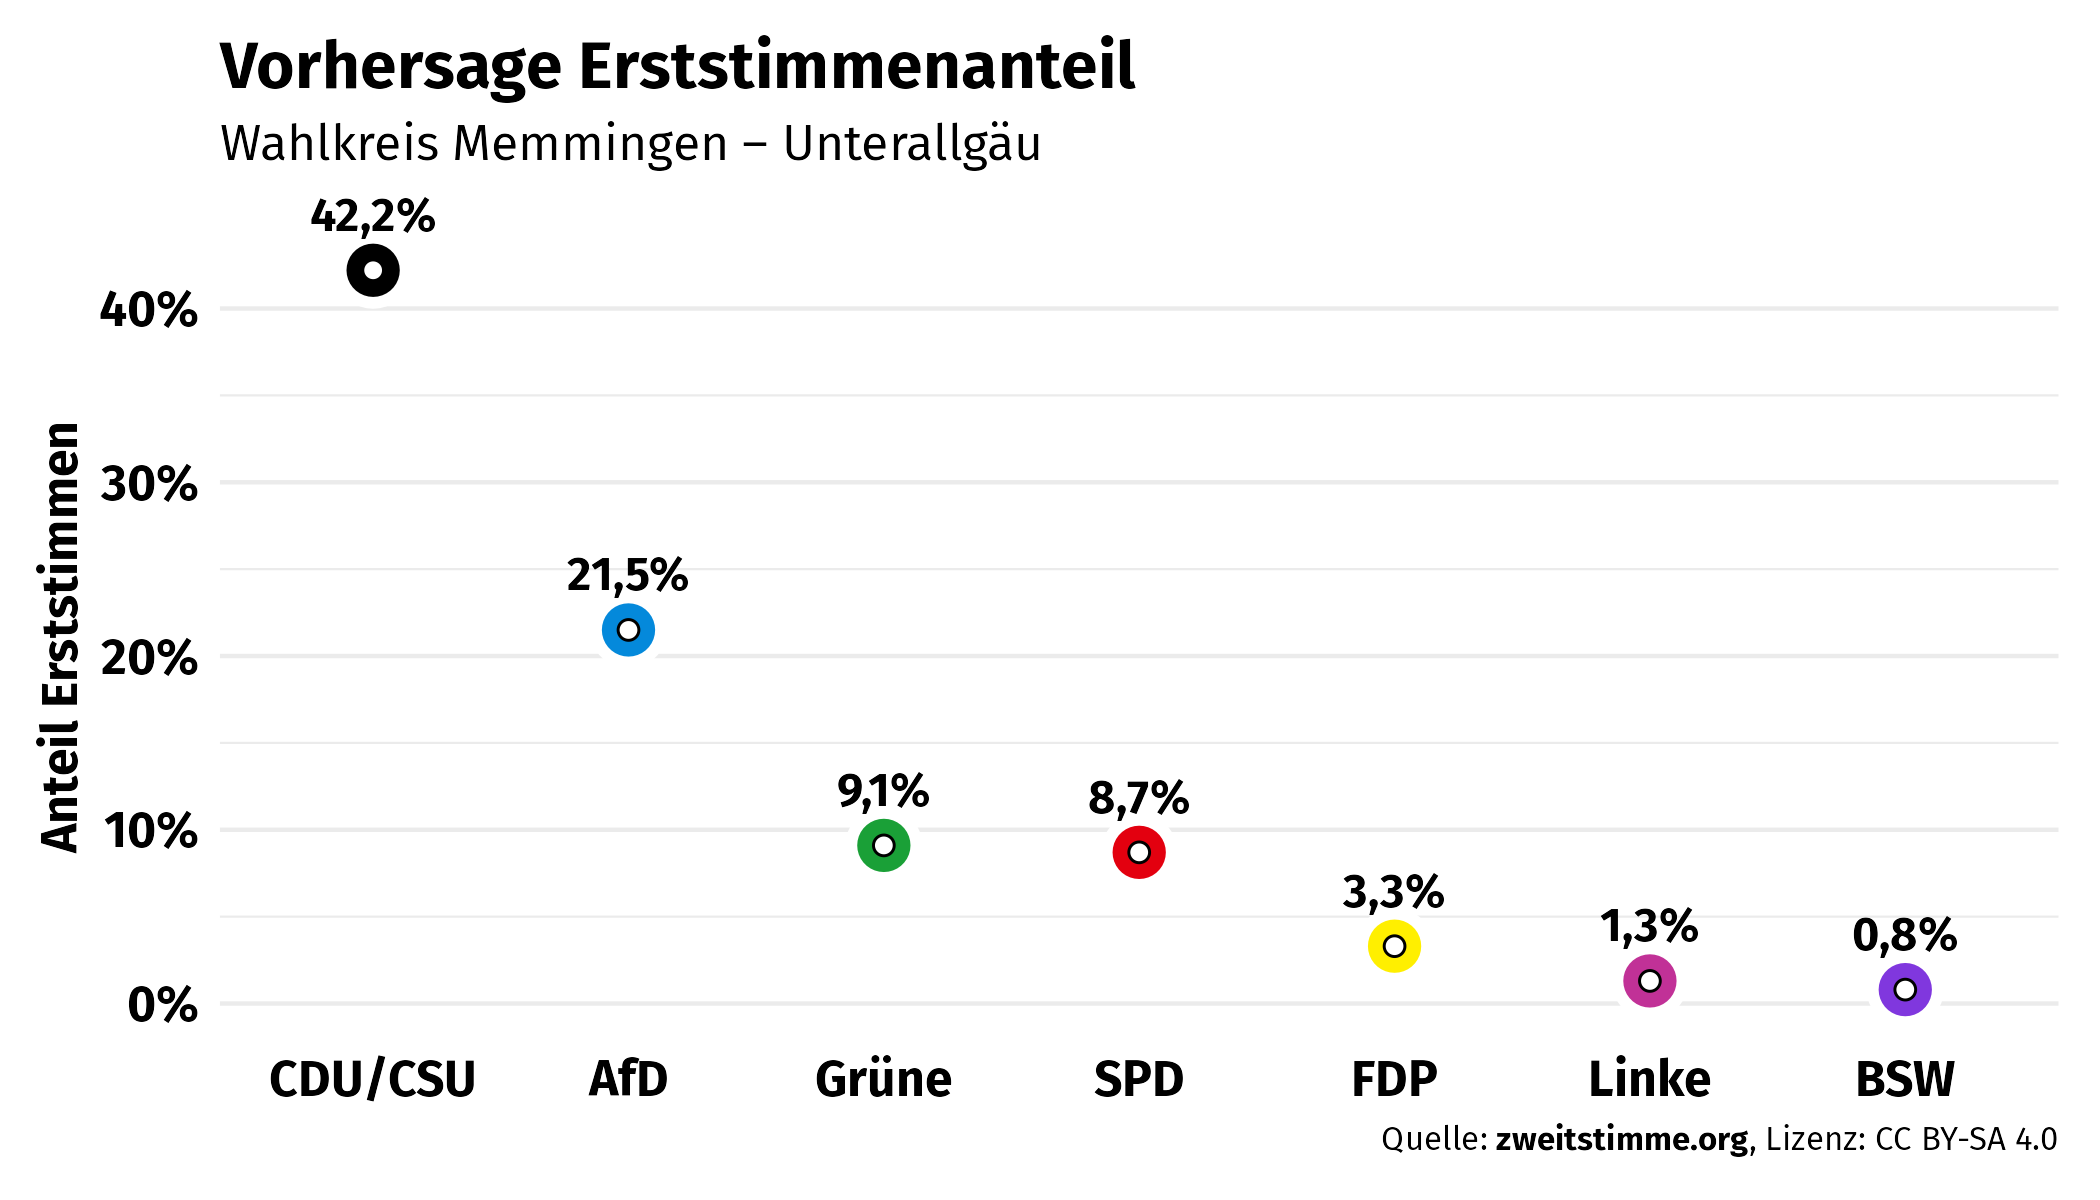 Vorhersage Erststimmenanteil
Wahlkreis Memmingen – Unterallgäu
42,2%
40%
30%
21,5%
20%
9,1%
8,7%
10%
3,3%
1,3%
0,8%
0%
Anteil Erststimmen
CDU/CSU AfD Grüne SPD FDP Linke BSW
Quelle: zweitstimme.org, Lizenz: CC BY-SA 4.0